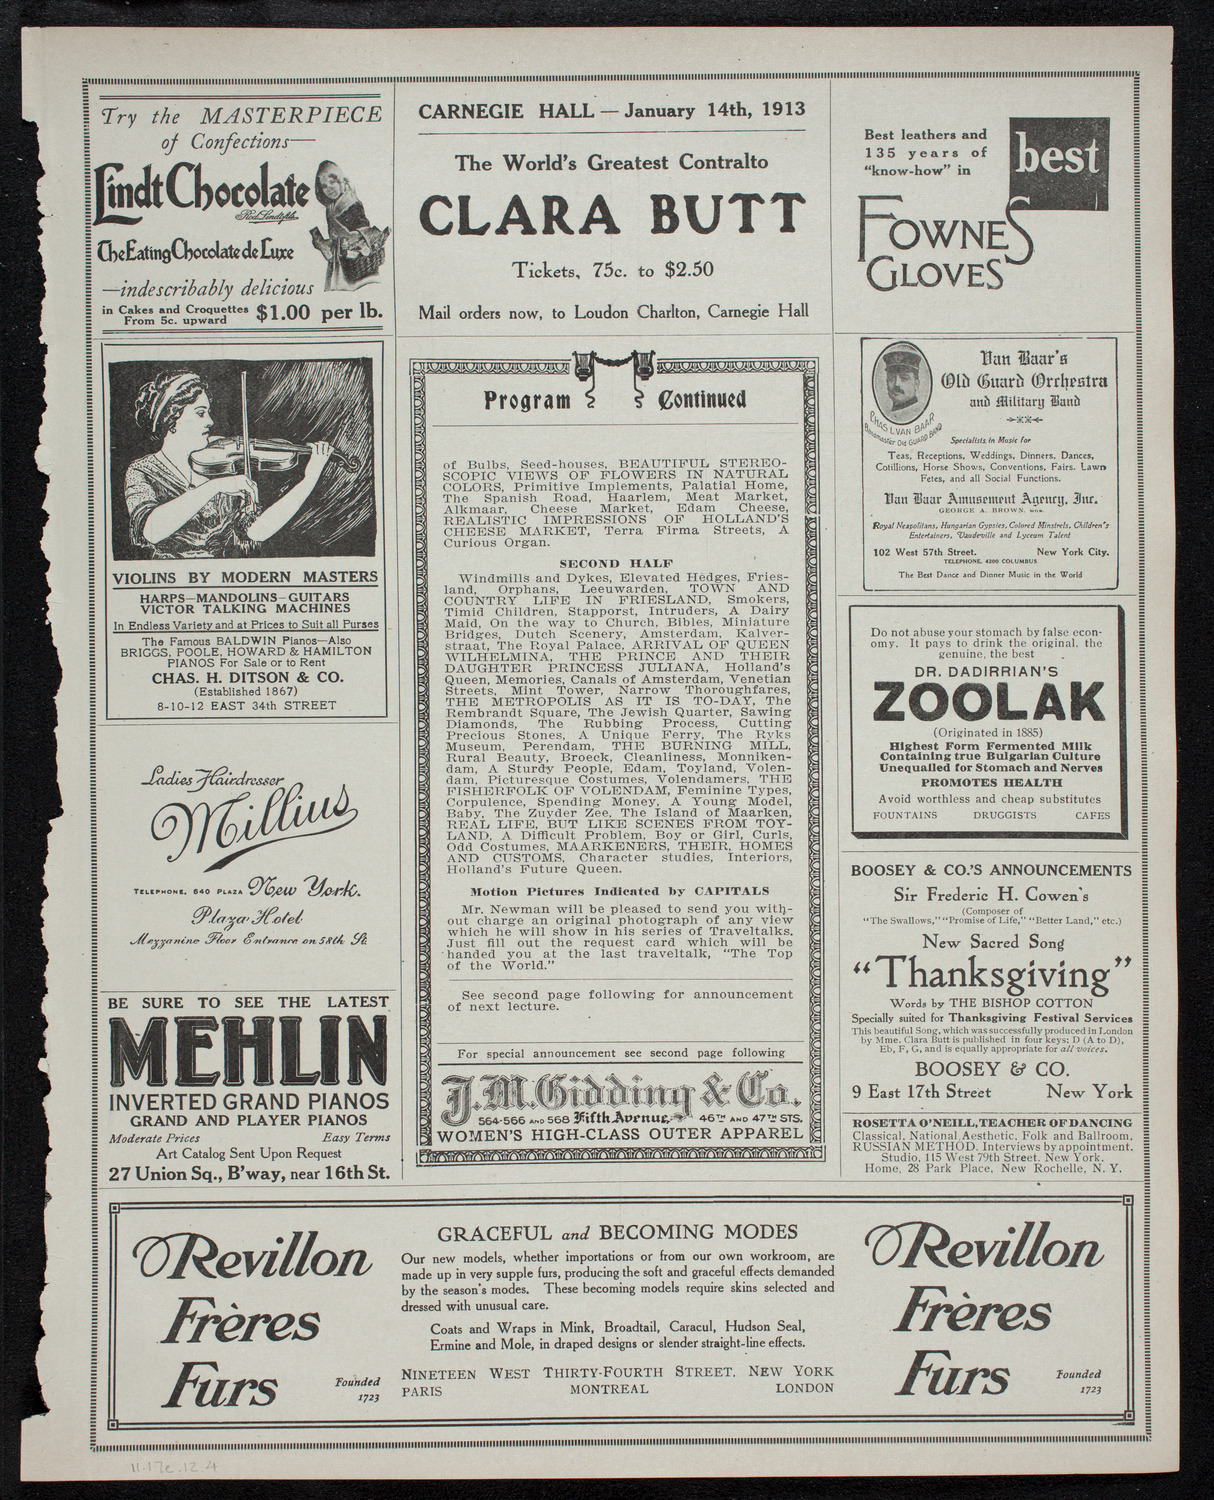 Try the MASTERPIECE
of Confections—
Lindt Chocolate
Rod. Lindt fils
The Eating Chocolate de Luxe
—indescribably delicious
in Cakes and Croquettes
From 5c. upward
$1.00 per lb.
VIOLINS BY MODERN MASTERS
HARPS—MANDOLINS—GUITARS
VICTOR TALKING MACHINES
In Endless Variety and at Prices to Suit all Purses
The Famous BALDWIN Pianos—Also
BRIGGS, POOLE, HOWARD & HAMILTON
PIANOS For Sale or to Rent
CHAS. H. DITSON & CO.
(Established 1867)
8-10-12 EAST 34th STREET
Ladies Hairdresser
Millius
TELEPHONE, 640 PLAZA New York.
Plaza Hotel
Mezzanine Floor Entrance on 58th St.
BE SURE TO SEE THE LATEST
MEHLIN
INVERTED GRAND PIANOS
GRAND AND PLAYER PIANOS
Moderate Prices Easy Terms
Art Catalog Sent Upon Request
27 Union Sq., B'way, near 16th St.
CARNEGIE HALL — January 14th, 1913
The World's Greatest Contralto
CLARA BUTT
Tickets, 75c. to $2.50
Mail orders now, to Loudon Charlton, Carnegie Hall
Program Continued
of Bulbs, Seed-houses, BEAUTIFUL STEREO-
SCOPIC VIEWS OF FLOWERS IN NATURAL
COLORS, Primitive Implements, Palatial Home,
The Spanish Road, Haarlem, Meat Market,
Alkmaar, Cheese Market, Edam Cheese,
REALISTIC IMPRESSIONS OF HOLLAND'S
CHEESE MARKET, Terra Firma Streets, A
Curious Organ.
SECOND HALF
Windmills and Dykes, Elevated Hedges, Fries-
land, Orphans, Leeuwarden, TOWN AND
COUNTRY LIFE IN FRIESLAND, Smokers,
Timid Children, Stapporst, Intruders, A Dairy
Maid, On the way to Church, Bibles, Miniature
Bridges, Dutch Scenery, Amsterdam, Kalver-
straat, The Royal Palace, ARRIVAL OF QUEEN
WILHELMINA, THE PRINCE AND THEIR
DAUGHTER PRINCESS JULIANA, Holland's
Queen, Memories, Canals of Amsterdam, Venetian
Streets, Mint Tower, Narrow Thoroughfares,
THE METROPOLIS AS IT IS TO-DAY, The
Rembrandt Square, The Jewish Quarter, Sawing
Diamonds, The Rubbing Process, Cutting
Precious Stones, A Unique Ferry, The Ryks
Museum, Perendam, THE BURNING MILL,
Rural Beauty, Broeck, Cleanliness, Monniken-
dam, A Sturdy People, Edam, Toyland, Volen-
dam, Picturesque Costumes, Volendamers, THE
FISHERFOLK OF VOLENDAM, Feminine Types,
Corpulence, Spending Money, A Young Model,
Baby, The Zuyder Zee, The Island of Maarken,
REAL LIFE, BUT LIKE SCENES FROM TOY-
LAND, A Difficult Problem, Boy or Girl, Curls,
Odd Costumes, MAARKENERS, THEIR, HOMES
AND CUSTOMS, Character studies, Interiors,
Holland's Future Queen.
Motion Pictures Indicated by CAPITALS
Mr. Newman will be pleased to send you with-
out charge an original photograph of any view
which he will show in his series of Traveltalks.
Just fill out the request card which will be
handed you at the last traveltalk, "The Top
of the World."
See second page following for announcement
of next lecture.
For special announcement see second page following
J. M. Gidding & Co.
564-566 AND 568 Fifth Avenue, 46TH AND 47TH STS.
WOMEN'S HIGH-CLASS OUTER APPAREL
Best leathers and
135 years of
"know-how" in
best
FOWNES
GLOVES
CHAS L. VAN BAAR
Bandmaster Old GUARD BAND
Van Baar's
Old Guard Orchestra
and Military Band
Specialists in Music for
Teas, Receptions, Weddings, Dinners, Dances,
Cotillions, Horse Shows, Conventions, Fairs, Lawn
Fetes, and all Social Functions.
Van Baar Amusement Agency, Inc.
GEORGE A. BROWN, MGR.
Royal Neapolitans, Hungarian Gypsies, Colored Minstrels, Children's
Entertainers, Vaudeville and Lyceum Talent
102 West 57th Street. New York City.
TELEPHONE, 4200 COLUMBUS
The Best Dance and Dinner Music in the World
Do not abuse your stomach by false econ-
omy. It pays to drink the original, the
genuine, the best
DR. DADIRRIAN'S
ZOOLAK
(Originated in 1885)
Highest Form Fermented Milk
Containing true Bulgarian Culture
Unequalled for Stomach and Nerves
PROMOTES HEALTH
Avoid worthless and cheap substitutes
FOUNTAINS DRUGGISTS CAFES
BOOSEY & CO.'S ANNOUNCEMENTS
Sir Frederic H. Cowen's
(Composer of
"The Swallows," "Promise of Life," "Better Land," etc.)
New Sacred Song
"Thanksgiving"
Words by THE BISHOP COTTON
Specially suited for Thanksgiving Festival Services
This beautiful Song, which was successfully produced in London
by Mme. Clara Butt is published in four keys; D (A to D),
Eb, F, G, and is equally appropriate for all voices.
BOOSEY & CO.
9 East 17th Street New York
ROSETTA O'NEILL, TEACHER OF DANCING
Classical, National, Aesthetic, Folk and Ballroom,
RUSSIAN METHOD. Interviews by appointment.
Studio, 115 West 79th Street, New York.
Home, 28 Park Place, New Rochelle, N. Y.
Revillon
Frères
Furs
Founded
1723
GRACEFUL and BECOMING MODES
Our new models, whether importations or from our own workroom, are
made up in very supple furs, producing the soft and graceful effects demanded
by the season's modes. These becoming models require skins selected and
dressed with unusual care.
Coats and Wraps in Mink, Broadtail, Caracul, Hudson Seal,
Ermine and Mole, in draped designs or slender straight-line effects.
NINETEEN WEST THIRTY-FOURTH STREET, NEW YORK
PARIS MONTREAL LONDON
Revillon
Frères
Furs
Founded
1723
11.17e.12.4